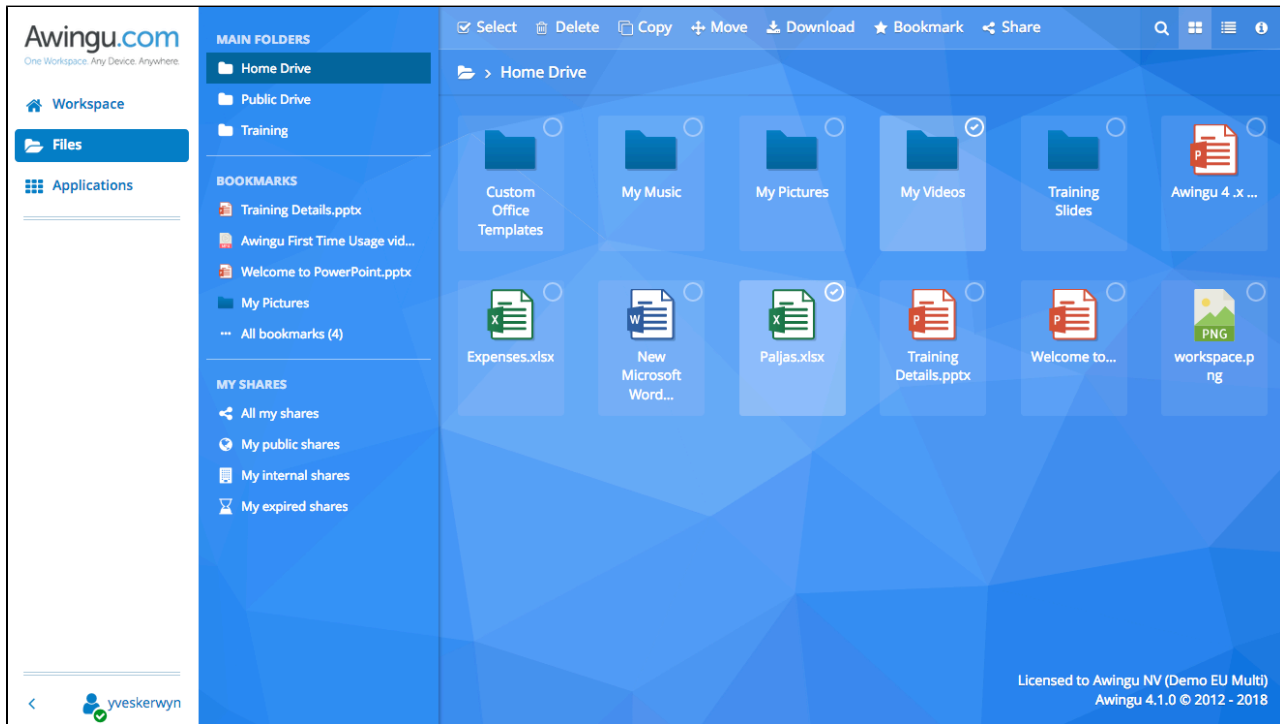 Awingu.com
One Workspace. Any Device. Anywhere.
Workspace
Files
Applications
yveskerwyn
MAIN FOLDERS
Home Drive
Public Drive
Training
BOOKMARKS
Training Details.pptx
Awingu First Time Usage vid...
Welcome to PowerPoint.pptx
My Pictures
All bookmarks (4)
MY SHARES
All my shares
My public shares
My internal shares
My expired shares
Select Delete Copy Move Download Bookmark Share
> Home Drive
Custom
Office
Templates
My Music
My Pictures
My Videos
Training
Slides
P
Awingu 4 .x ...
X
Expenses.xlsx
W
New
Microsoft
Word...
X
Paljas.xlsx
P
Training
Details.pptx
P
Welcome to...
PNG
workspace.p
ng
Licensed to Awingu NV (Demo EU Multi)
Awingu 4.1.0 © 2012 - 2018